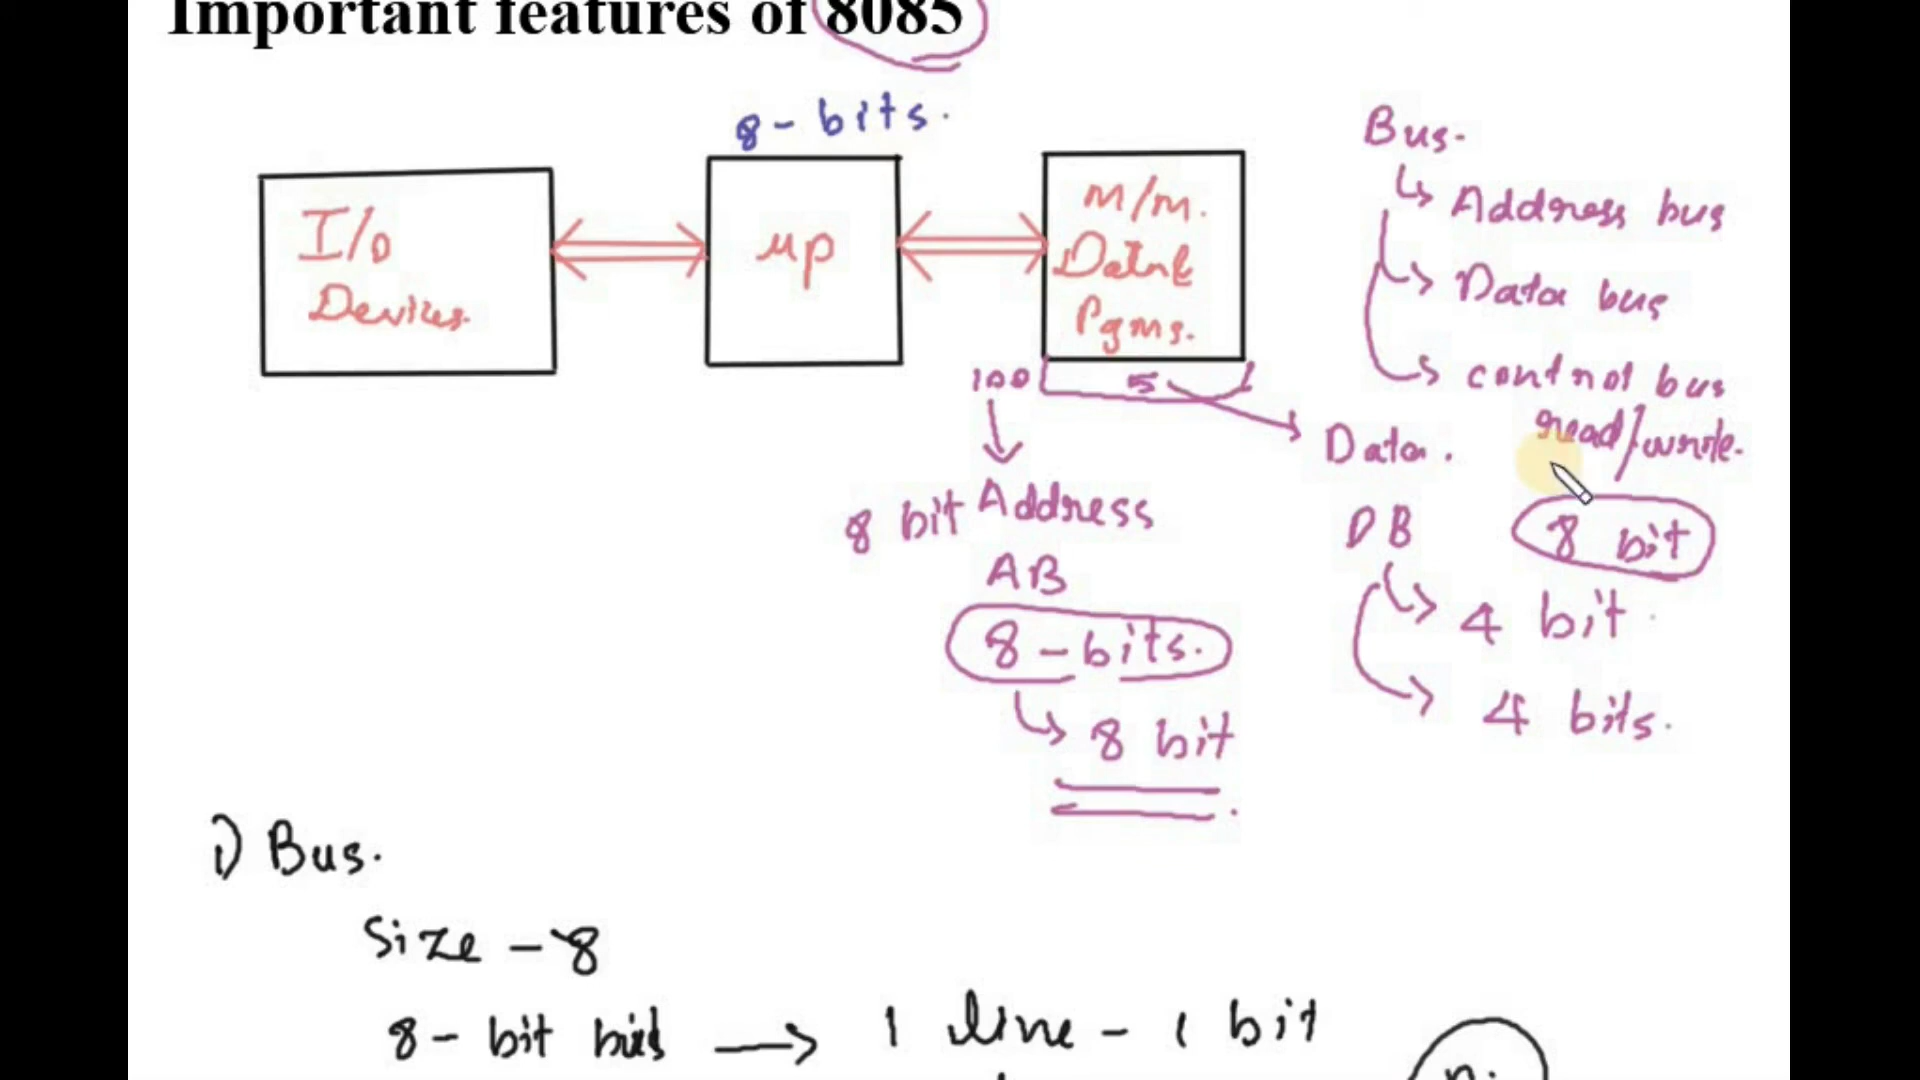 Important features of 8085
8-bits.
I/O
Devices.
μp
M/m.
Data &
Pgms.
Bus.
Address bus
Data bus
control bus
read/write.
100
5
Data.
8 bit Address
AB
8-bits.
8 bit
DB
8 bit
4 bit
4 bits.
1) Bus.
Size - 8
8-bit → 1 line - 1 bit